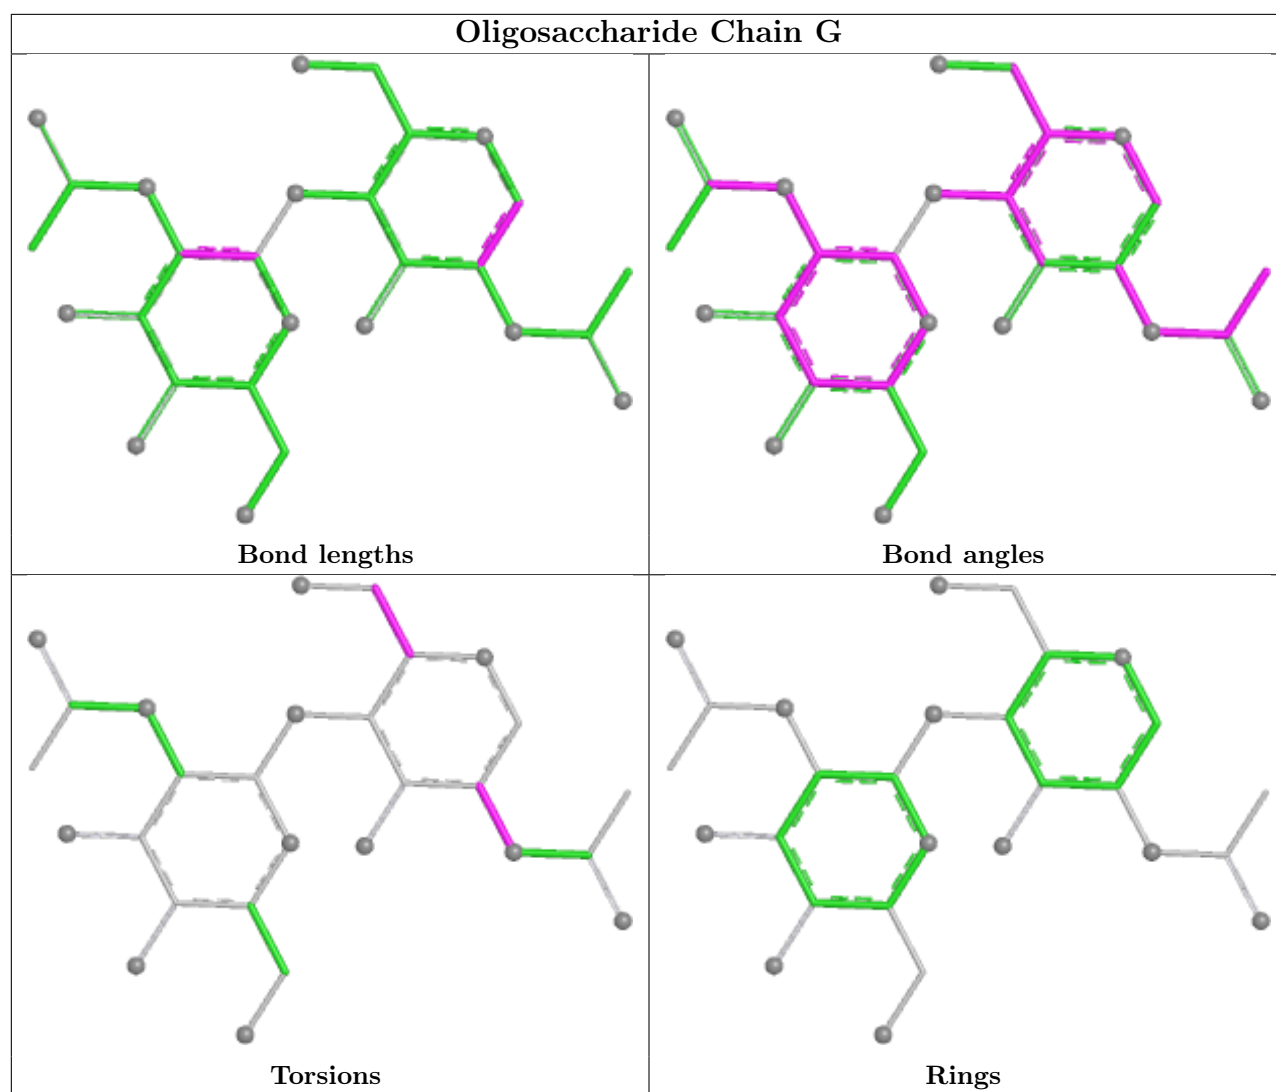 Oligosaccharide Chain G
Bond lengths
Bond angles
Torsions
Rings